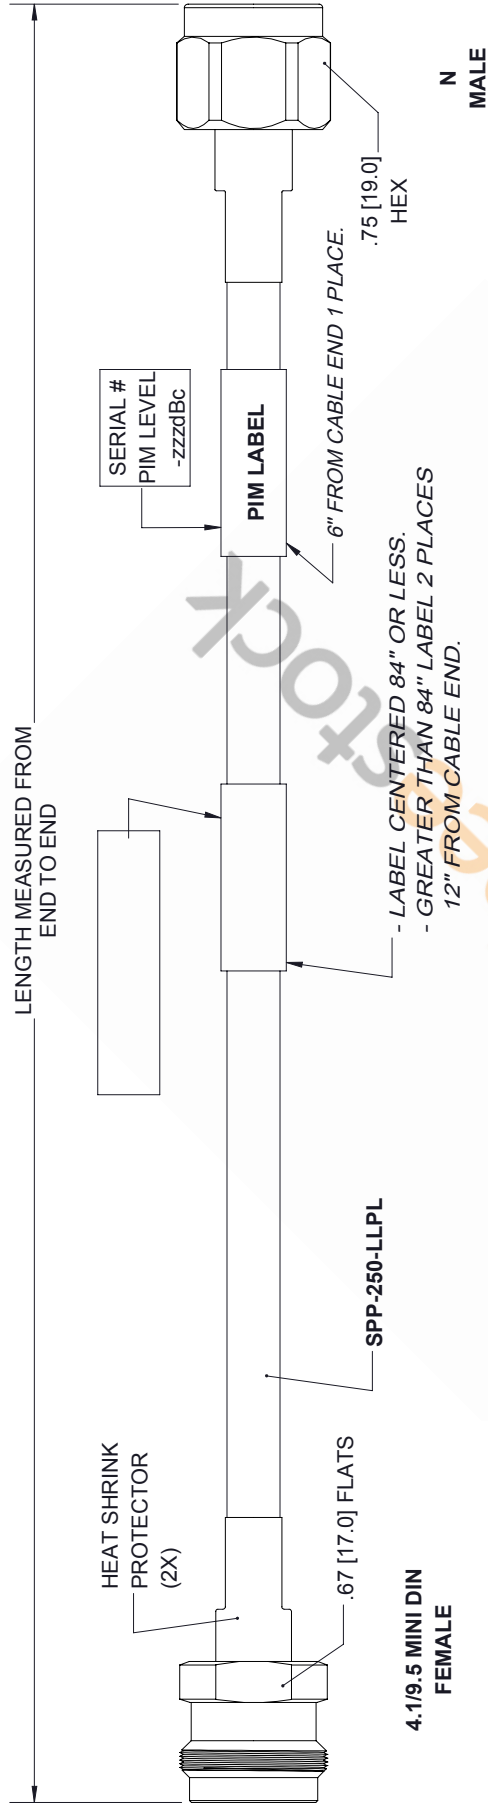 LENGTH MEASURED FROM
END TO END
HEAT SHRINK
PROTECTOR
(2X)
SERIAL #
PIM LEVEL
-zzzdBc
PIM LABEL
6" FROM CABLE END 1 PLACE.
.75 [19.0]
HEX
N
MALE
.67 [17.0] FLATS
SPP-250-LLPL
- LABEL CENTERED 84" OR LESS.
- GREATER THAN 84" LABEL 2 PLACES
12" FROM CABLE END.
4.1/9.5 MINI DIN
FEMALE